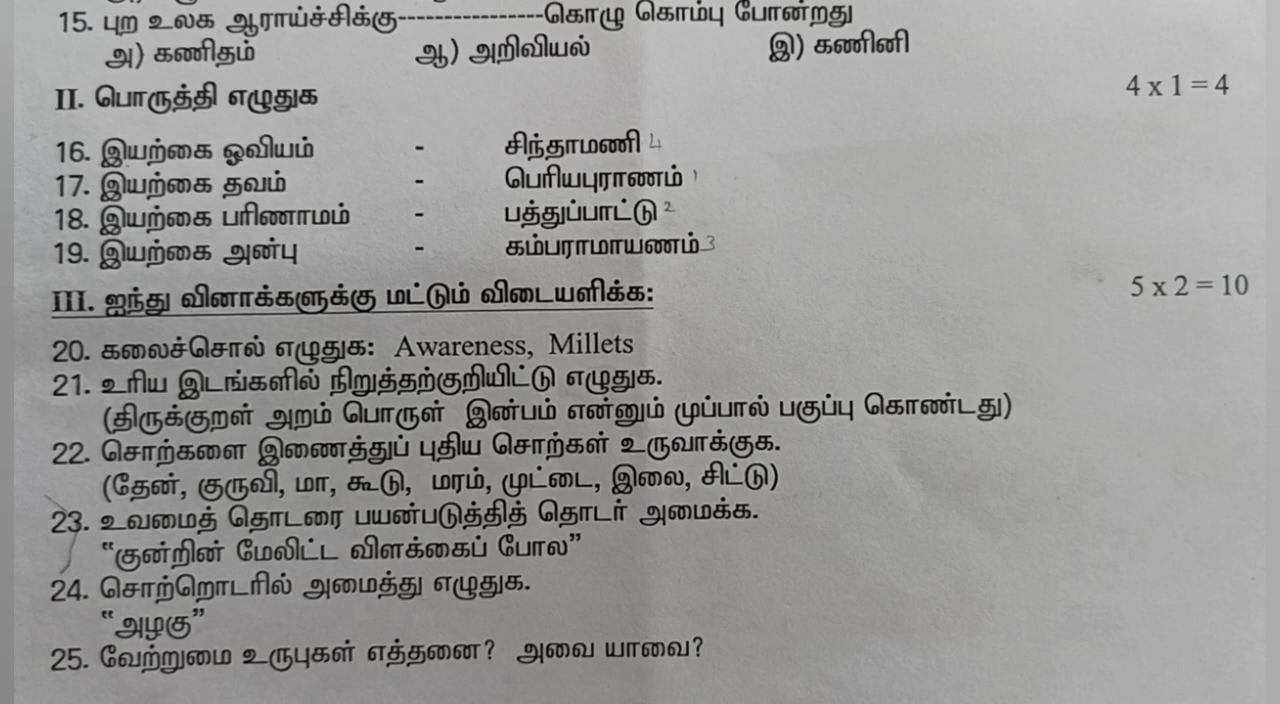 15. புற உலக ஆராய்ச்சிக்கு----------------கொழு கொம்பு போன்றது
அ) கணிதம் ஆ) அறிவியல் இ) கணினி
II. பொருத்தி எழுதுக 4 x 1 = 4
16. இயற்கை ஓவியம் - சிந்தாமணி 4
17. இயற்கை தவம் - பெரியபுராணம் 1
18. இயற்கை பரிணாமம் - பத்துப்பாட்டு 2
19. இயற்கை அன்பு - கம்பராமாயணம் 3
III. ஐந்து வினாக்களுக்கு மட்டும் விடையளிக்க: 5 x 2 = 10
20. கலைச்சொல் எழுதுக: Awareness, Millets
21. உரிய இடங்களில் நிறுத்தற்குறியிட்டு எழுதுக.
(திருக்குறள் அறம் பொருள் இன்பம் என்னும் முப்பால் பகுப்பு கொண்டது)
22. சொற்களை இணைத்துப் புதிய சொற்கள் உருவாக்குக.
(தேன், குருவி, மா, கூடு, மரம், முட்டை, இலை, சிட்டு)
23. உவமைத் தொடரை பயன்படுத்தித் தொடர் அமைக்க.
“குன்றின் மேலிட்ட விளக்கைப் போல”
24. சொற்றொடரில் அமைத்து எழுதுக.
“அழகு”
25. வேற்றுமை உருபுகள் எத்தனை? அவை யாவை?